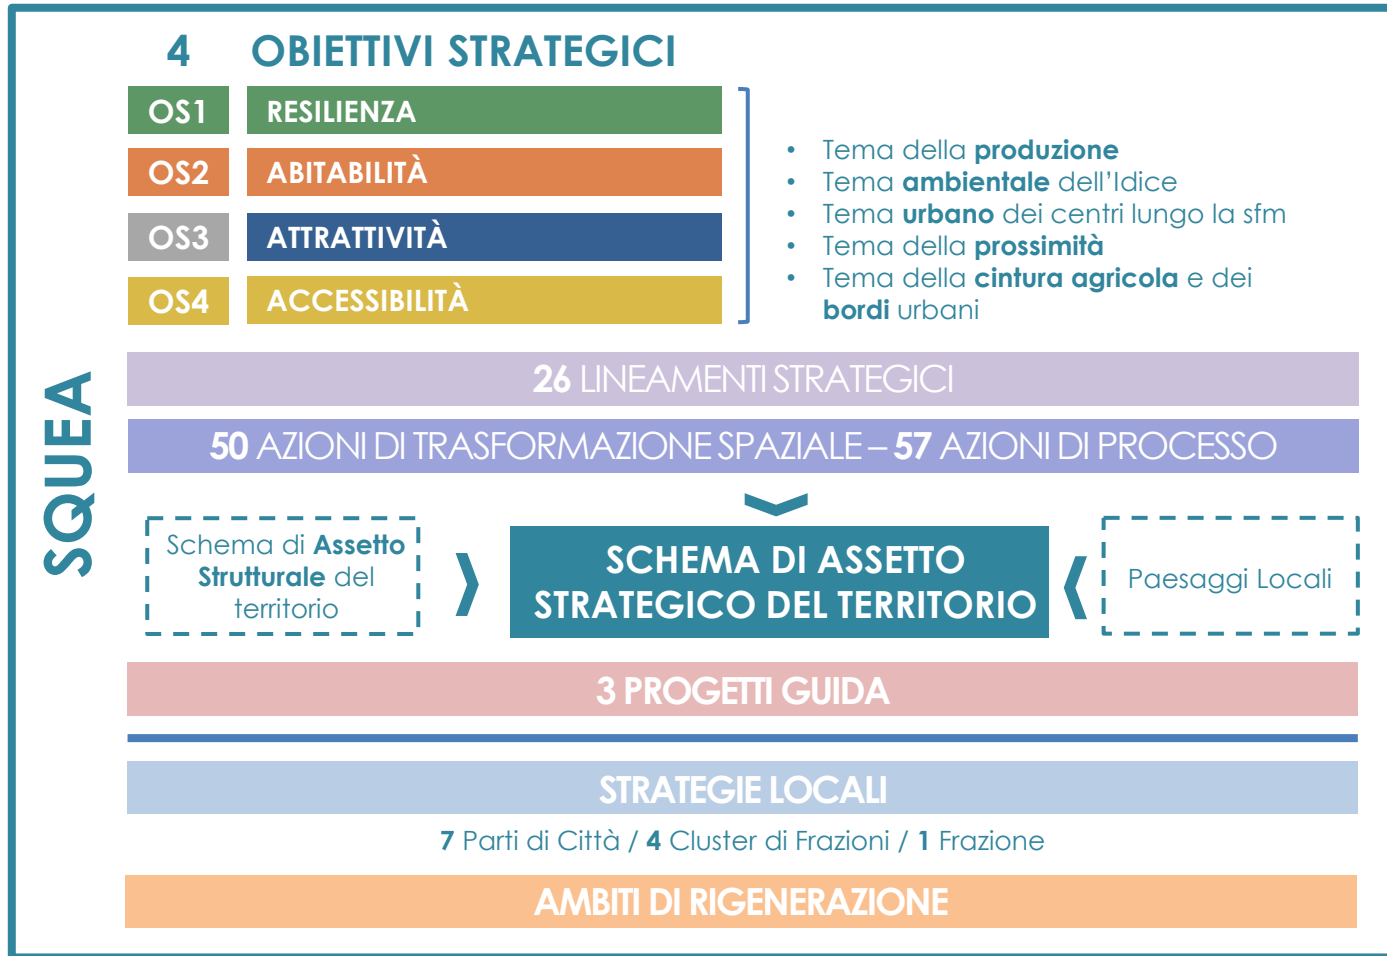 4 OBIETTIVI STRATEGICI
OS1 RESILIENZA
OS2 ABITABILITÀ
OS3 ATTRATTIVITÀ
OS4 ACCESSIBILITÀ
• Tema della produzione
• Tema ambientale dell'Idice
• Tema urbano dei centri lungo la sfm
• Tema della prossimità
• Tema della cintura agricola e dei
bordi urbani
SQUEA
26 LINEAMENTI STRATEGICI
50 AZIONI DI TRASFORMAZIONE SPAZIALE – 57 AZIONI DI PROCESSO
Schema di Assetto
Strutturale del
territorio
SCHEMA DI ASSETTO
STRATEGICO DEL TERRITORIO
Paesaggi Locali
3 PROGETTI GUIDA
STRATEGIE LOCALI
7 Parti di Città / 4 Cluster di Frazioni / 1 Frazione
AMBITI DI RIGENERAZIONE